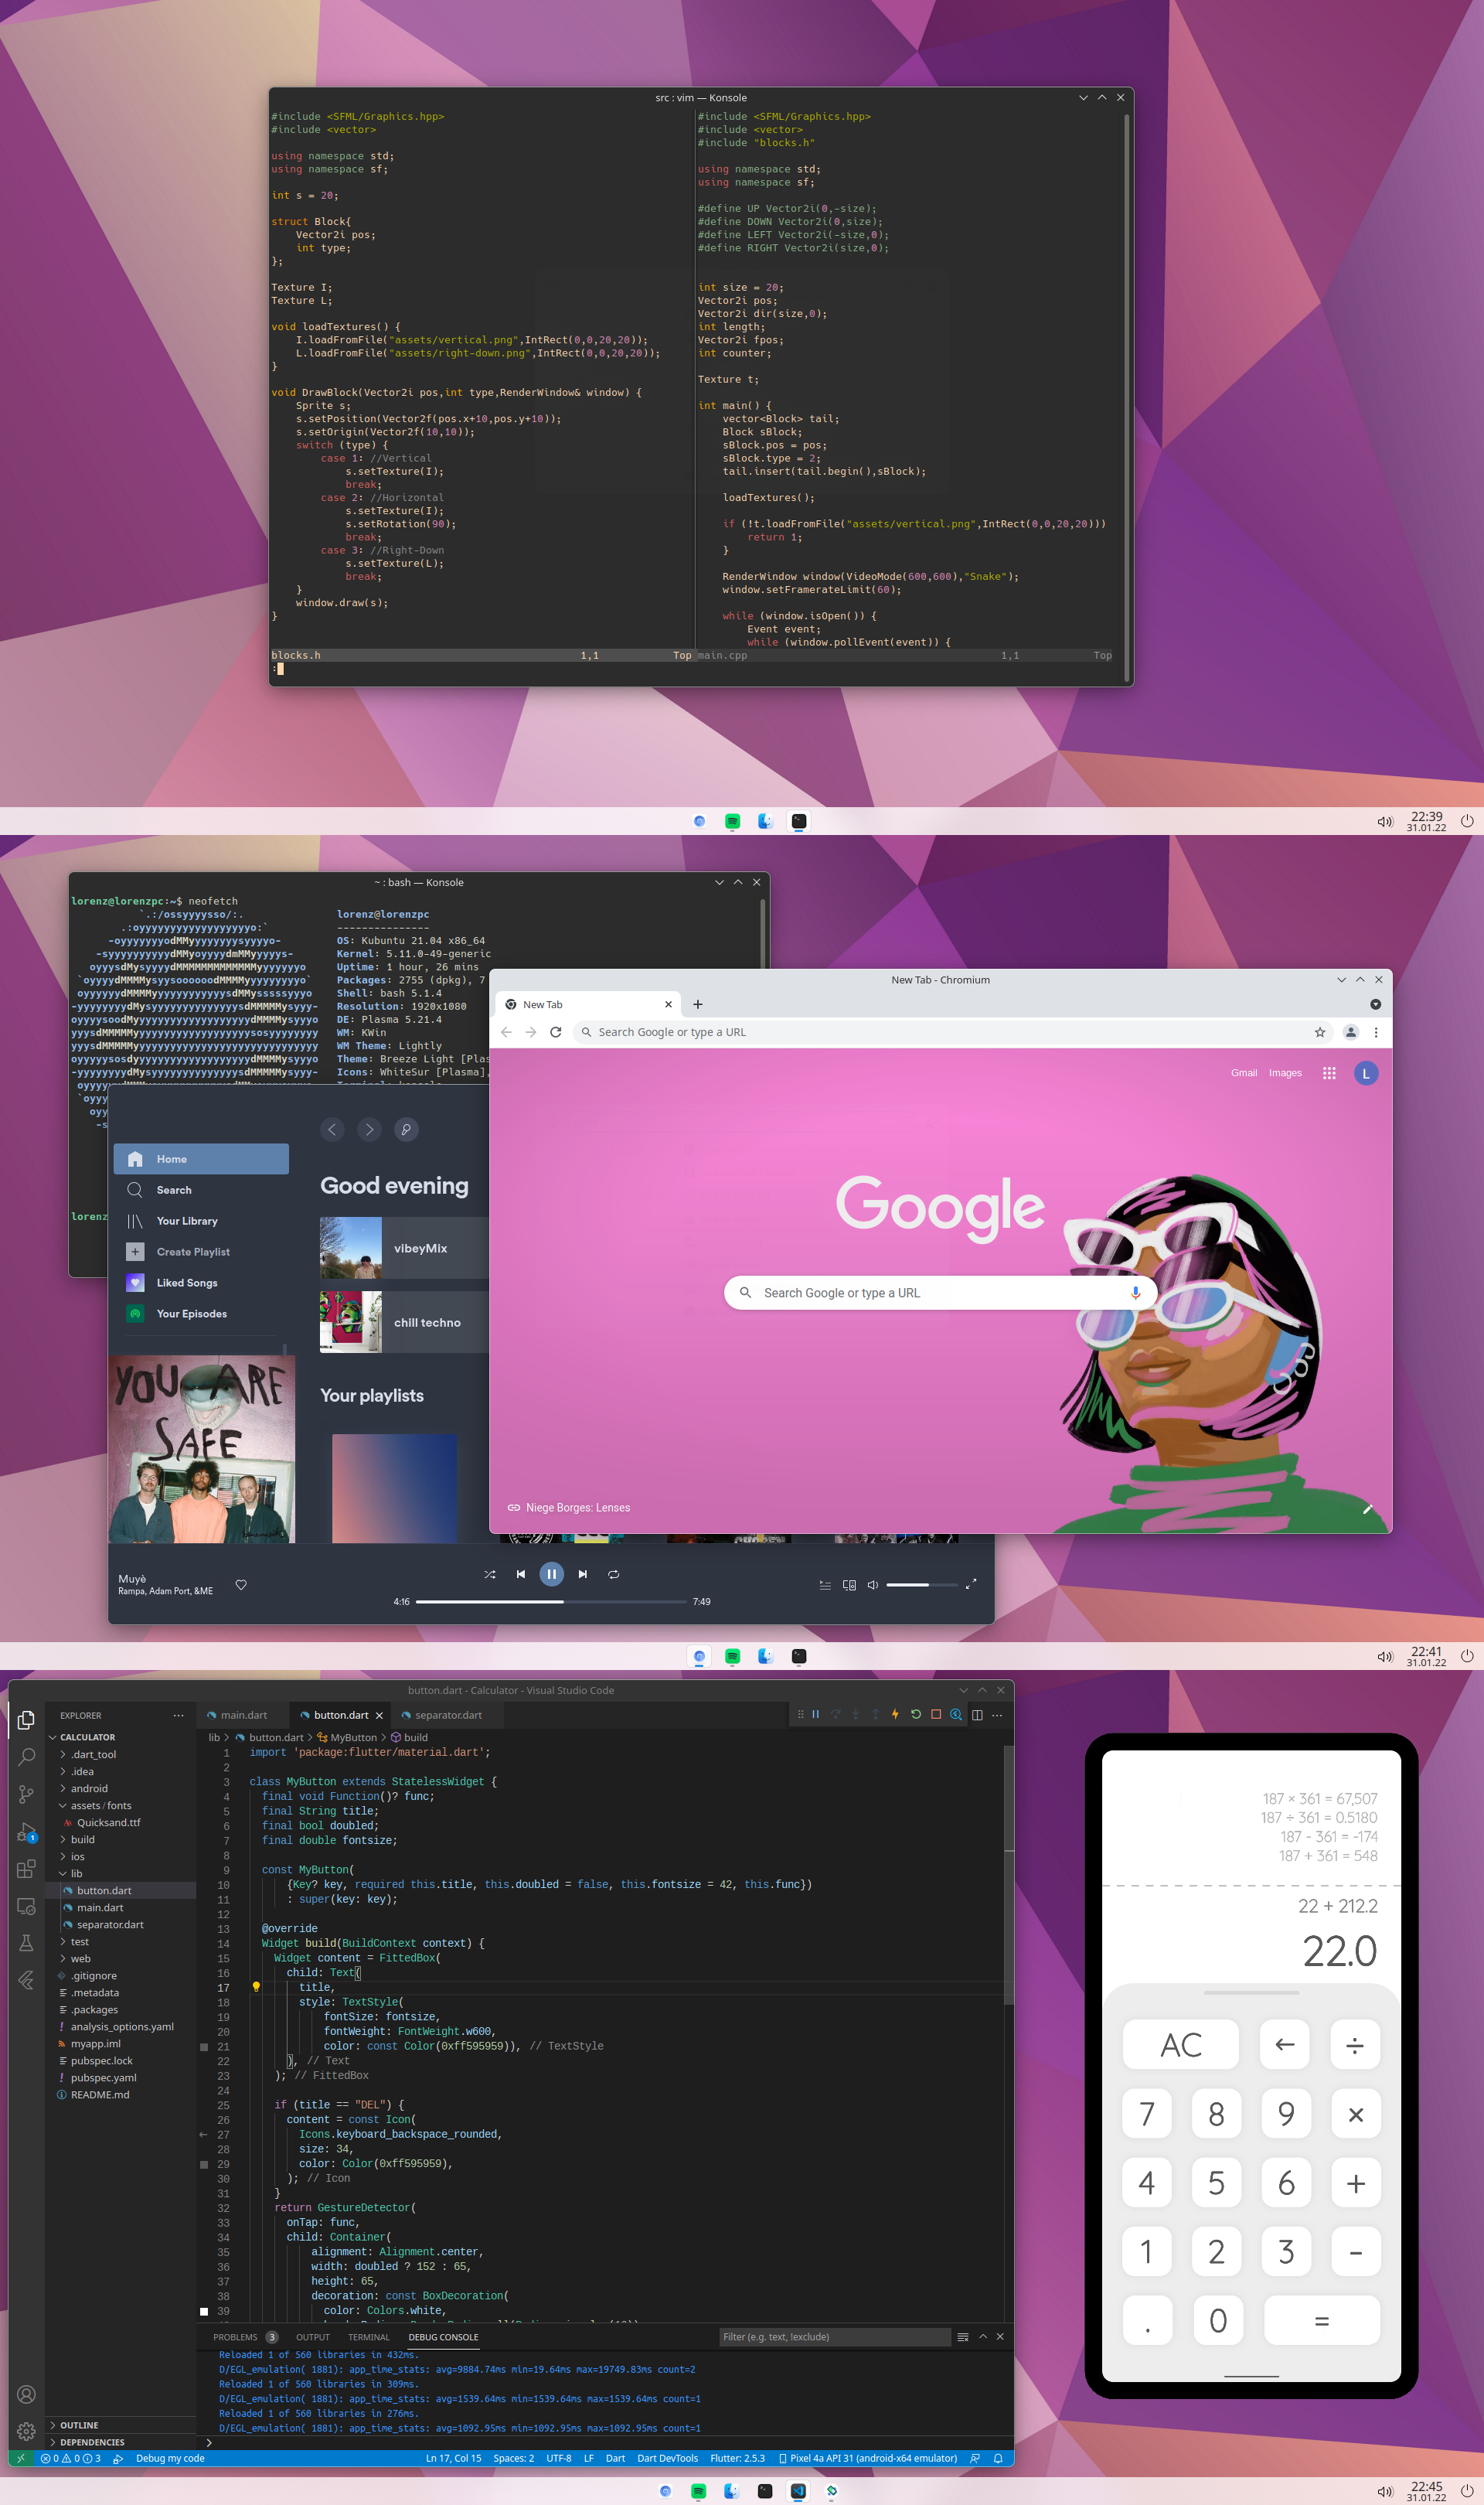 src : vim — Konsole
#include <SFML/Graphics.hpp>
#include <vector>
using namespace std;
using namespace sf;
int s = 20;
struct Block{
Vector2i pos;
int type;
};
Texture I;
Texture L;
void loadTextures() {
I.loadFromFile("assets/vertical.png",IntRect(0,0,20,20));
L.loadFromFile("assets/right-down.png",IntRect(0,0,20,20));
}
void DrawBlock(Vector2i pos,int type,RenderWindow& window) {
Sprite s;
s.setPosition(Vector2f(pos.x+10,pos.y+10));
s.setOrigin(Vector2f(10,10));
switch (type) {
case 1: //Vertical
s.setTexture(I);
break;
case 2: //Horizontal
s.setTexture(I);
s.setRotation(90);
break;
case 3: //Right-Down
s.setTexture(L);
break;
}
window.draw(s);
}
blocks.h 1,1 Top
:
#include <SFML/Graphics.hpp>
#include <vector>
#include "blocks.h"
using namespace std;
using namespace sf;
#define UP Vector2i(0,-size);
#define DOWN Vector2i(0,size);
#define LEFT Vector2i(-size,0);
#define RIGHT Vector2i(size,0);
int size = 20;
Vector2i pos;
Vector2i dir(size,0);
int length;
Vector2i fpos;
int counter;
Texture t;
int main() {
vector<Block> tail;
Block sBlock;
sBlock.pos = pos;
sBlock.type = 2;
tail.insert(tail.begin(),sBlock);
loadTextures();
if (!t.loadFromFile("assets/vertical.png",IntRect(0,0,20,20)))
return 1;
}
RenderWindow window(VideoMode(600,600),"Snake");
window.setFramerateLimit(60);
while (window.isOpen()) {
Event event;
while (window.pollEvent(event)) {
main.cpp 1,1 Top
22:39
31.01.22
~ : bash — Konsole
lorenz@lorenzpc:~$ neofetch
lorenz@lorenzpc
---------------
OS: Kubuntu 21.04 x86_64
Kernel: 5.11.0-49-generic
Uptime: 1 hour, 26 mins
Packages: 2755 (dpkg), 7
Shell: bash 5.1.4
Resolution: 1920x1080
DE: Plasma 5.21.4
WM: KWin
WM Theme: Lightly
Theme: Breeze Light [Plas
Icons: WhiteSur [Plasma],
lorenz
Home
Search
Your Library
Create Playlist
Liked Songs
Your Episodes
Good evening
vibeyMix
chill techno
Your playlists
YOU ARE
SAFE
Muyè
Rampa, Adam Port, &ME
4:16
7:49
New Tab - Chromium
New Tab
Search Google or type a URL
Gmail Images
L
Google
Search Google or type a URL
Niege Borges: Lenses
22:41
31.01.22
button.dart - Calculator - Visual Studio Code
EXPLORER
CALCULATOR
.dart_tool
.idea
android
assets / fonts
Quicksand.ttf
build
ios
lib
button.dart
main.dart
separator.dart
test
web
.gitignore
.metadata
.packages
analysis_options.yaml
myapp.iml
pubspec.lock
pubspec.yaml
README.md
OUTLINE
DEPENDENCIES
1
main.dart
button.dart
separator.dart
lib > button.dart > MyButton > build
1 import 'package:flutter/material.dart';
2
3 class MyButton extends StatelessWidget {
4 final void Function()? func;
5 final String title;
6 final bool doubled;
7 final double fontsize;
8
9 const MyButton(
10 {Key? key, required this.title, this.doubled = false, this.fontsize = 42, this.func})
11 : super(key: key);
12
13 @override
14 Widget build(BuildContext context) {
15 Widget content = FittedBox(
16 child: Text(
17 title,
18 style: TextStyle(
19 fontSize: fontsize,
20 fontWeight: FontWeight.w600,
21 color: const Color(0xff595959)), // TextStyle
22 ), // Text
23 ); // FittedBox
24
25 if (title == "DEL") {
26 content = const Icon(
27 Icons.keyboard_backspace_rounded,
28 size: 34,
29 color: Color(0xff595959),
30 ); // Icon
31 }
32 return GestureDetector(
33 onTap: func,
34 child: Container(
35 alignment: Alignment.center,
36 width: doubled ? 152 : 65,
37 height: 65,
38 decoration: const BoxDecoration(
39 color: Colors.white,
PROBLEMS 3 OUTPUT TERMINAL DEBUG CONSOLE
Filter (e.g. text, !exclude)
Reloaded 1 of 560 libraries in 432ms.
D/EGL_emulation( 1881): app_time_stats: avg=9884.74ms min=19.64ms max=19749.83ms count=2
Reloaded 1 of 560 libraries in 309ms.
D/EGL_emulation( 1881): app_time_stats: avg=1539.64ms min=1539.64ms max=1539.64ms count=1
Reloaded 1 of 560 libraries in 276ms.
D/EGL_emulation( 1881): app_time_stats: avg=1092.95ms min=1092.95ms max=1092.95ms count=1
0 0 3 Debug my code Ln 17, Col 15 Spaces: 2 UTF-8 LF Dart Dart DevTools Flutter: 2.5.3 Pixel 4a API 31 (android-x64 emulator)
187 × 361 = 67,507
187 ÷ 361 = 0.5180
187 - 361 = -174
187 + 361 = 548
22 + 212.2
22.0
AC ← ÷
7 8 9 ×
4 5 6 +
1 2 3 -
. 0 =
22:45
31.01.22